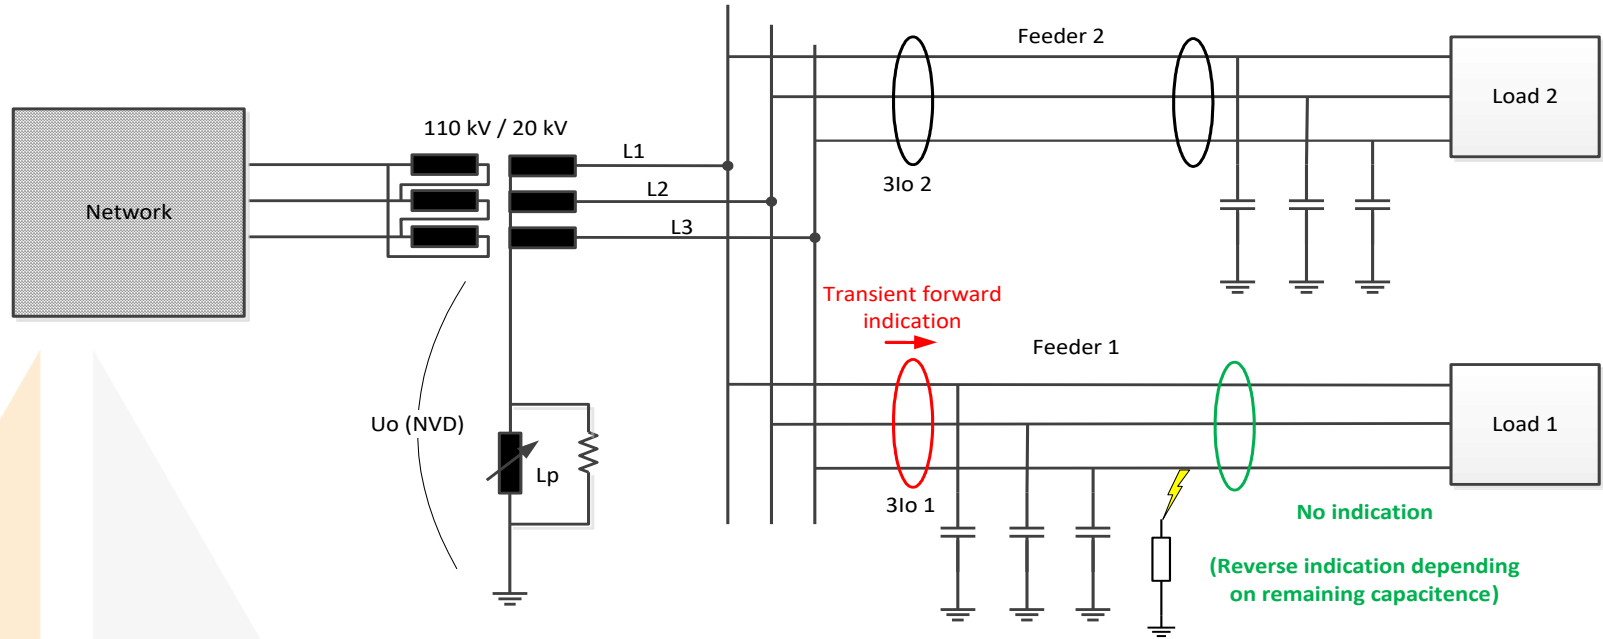 Feeder 2
Load 2
110 kV / 20 kV
L1
3Io 2
L2
Network
L3
Transient forward
indication
Feeder 1
Uo (NVD)
Load 1
Lp
3Io 1
No indication
(Reverse indication depending
on remaining capacitence)